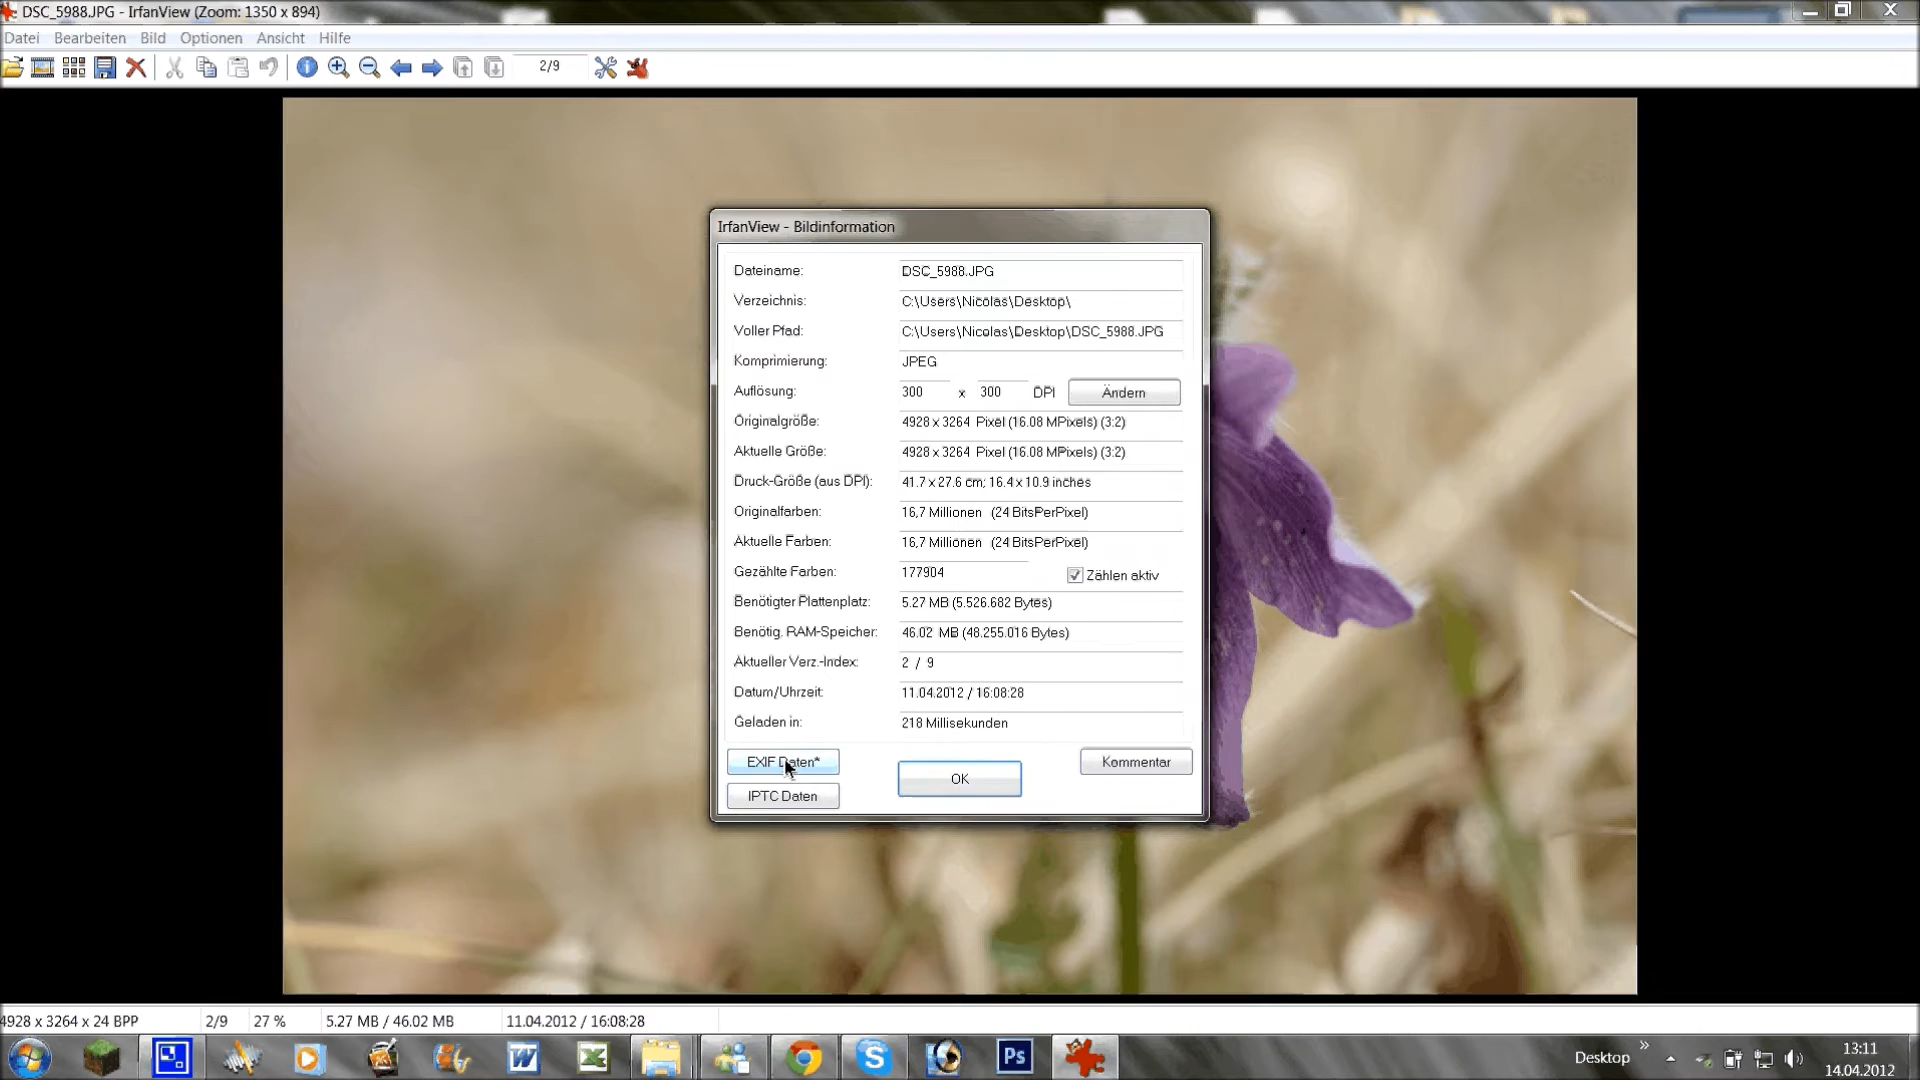 DSC_5988.JPG - IrfanView (Zoom: 1350 x 894)
Datei Bearbeiten Bild Optionen Ansicht Hilfe
2/9
IrfanView - Bildinformation
Dateiname: DSC_5988.JPG
Verzeichnis: C:\Users\Nicolas\Desktop\
Voller Pfad: C:\Users\Nicolas\Desktop\DSC_5988.JPG
Komprimierung: JPEG
Auflösung: 300 x 300 DPI Ändern
Originalgröße: 4928 x 3264 Pixel (16.08 MPixels) (3:2)
Aktuelle Größe: 4928 x 3264 Pixel (16.08 MPixels) (3:2)
Druck-Größe (aus DPI): 41.7 x 27.6 cm; 16.4 x 10.9 inches
Originalfarben: 16,7 Millionen (24 BitsPerPixel)
Aktuelle Farben: 16,7 Millionen (24 BitsPerPixel)
Gezählte Farben: 177904 Zählen aktiv
Benötigter Plattenplatz: 5.27 MB (5.526.682 Bytes)
Benötig. RAM-Speicher: 46.02 MB (48.255.016 Bytes)
Aktueller Verz.-Index: 2 / 9
Datum/Uhrzeit: 11.04.2012 / 16:08:28
Geladen in: 218 Millisekunden
EXIF Daten* OK Kommentar
IPTC Daten
4928 x 3264 x 24 BPP 2/9 27 % 5.27 MB / 46.02 MB 11.04.2012 / 16:08:28
Ps
Desktop » 13:11
14.04.2012